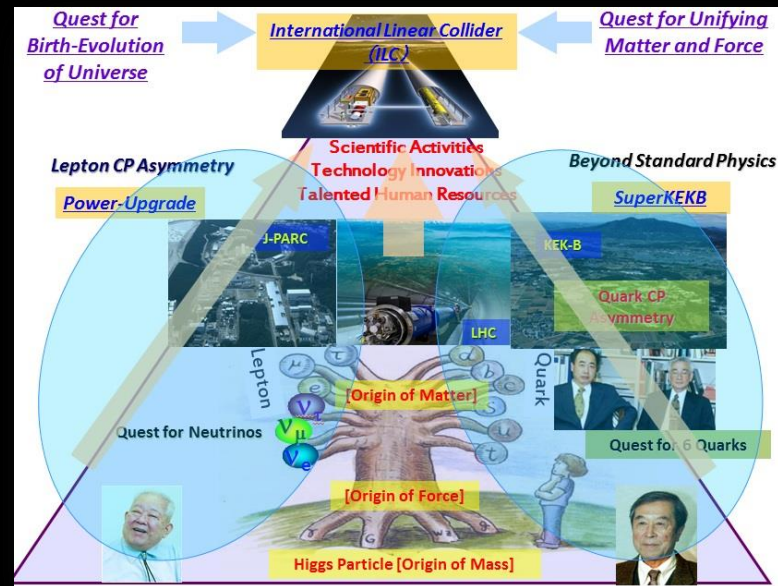 Quest for
Birth-Evolution
of Universe
International Linear Collider
(ILC)
Quest for Unifying
Matter and Force
Scientific Activities
Technology Innovations
Talented Human Resources
Lepton CP Asymmetry
Power-Upgrade
Beyond Standard Physics
SuperKEKB
J-PARC
LHC
KEK-B
Quark CP
Asymmetry
Lepton
μ
τ
e
ντ
νμ
νe
Quest for Neutrinos
[Origin of Matter]
d
b
c
s
u
t
Quark
Quest for 6 Quarks
[Origin of Force]
G
g
Higgs Particle [Origin of Mass]